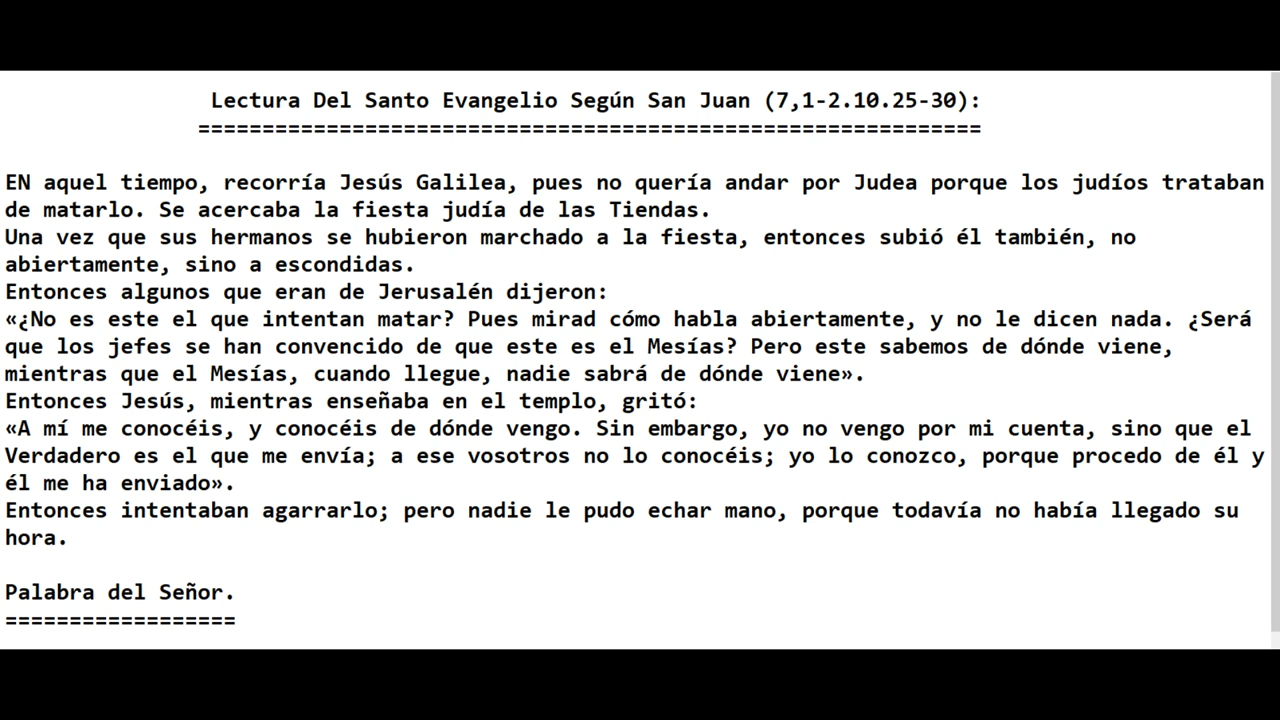 Lectura Del Santo Evangelio Según San Juan (7,1-2.10.25-30):
=============================================================
EN aquel tiempo, recorría Jesús Galilea, pues no quería andar por Judea porque los judíos trataban
de matarlo. Se acercaba la fiesta judía de las Tiendas.
Una vez que sus hermanos se hubieron marchado a la fiesta, entonces subió él también, no
abiertamente, sino a escondidas.
Entonces algunos que eran de Jerusalén dijeron:
«¿No es este el que intentan matar? Pues mirad cómo habla abiertamente, y no le dicen nada. ¿Será
que los jefes se han convencido de que este es el Mesías? Pero este sabemos de dónde viene,
mientras que el Mesías, cuando llegue, nadie sabrá de dónde viene».
Entonces Jesús, mientras enseñaba en el templo, gritó:
«A mí me conocéis, y conocéis de dónde vengo. Sin embargo, yo no vengo por mi cuenta, sino que el
Verdadero es el que me envía; a ese vosotros no lo conocéis; yo lo conozco, porque procedo de él y
él me ha enviado».
Entonces intentaban agarrarlo; pero nadie le pudo echar mano, porque todavía no había llegado su
hora.
Palabra del Señor.
==================